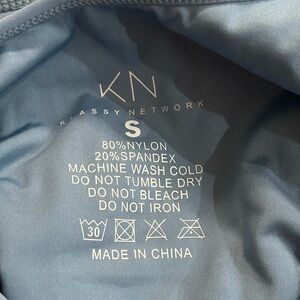 KN
KLASSY NETWORK
S
80%NYLON
20%SPANDEX
MACHINE WASH COLD
DO NOT TUMBLE DRY
DO NOT BLEACH
DO NOT IRON
30
MADE IN CHINA